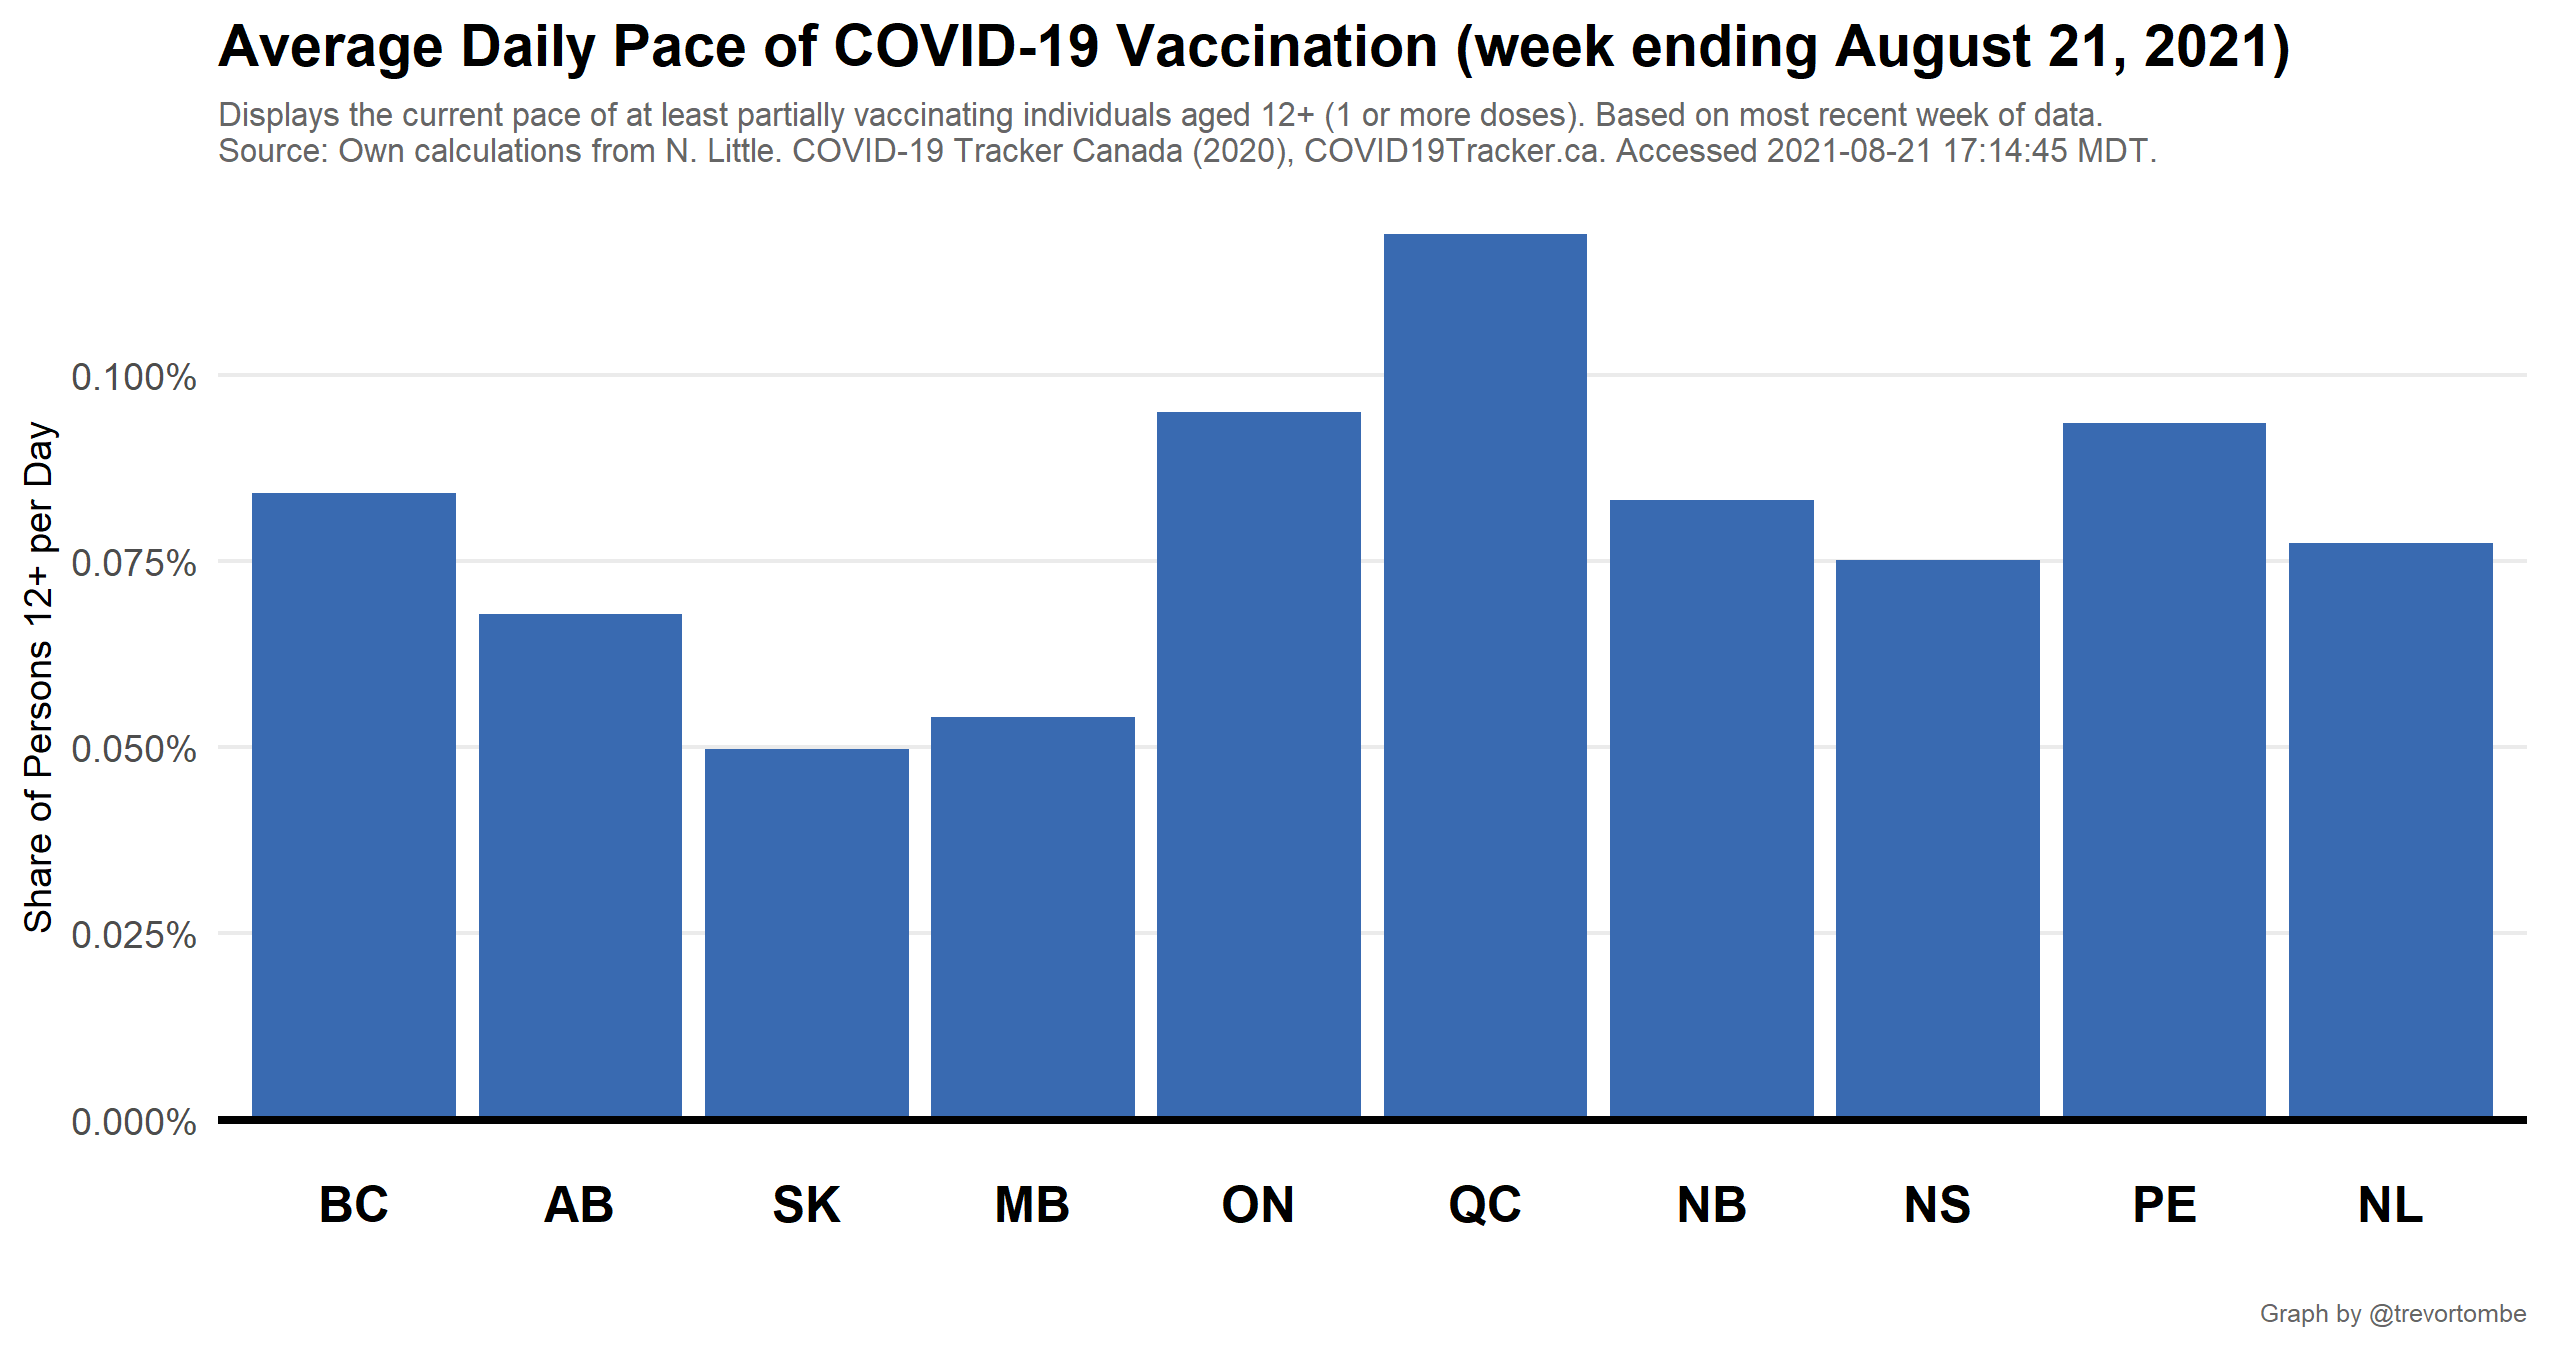 Average Daily Pace of COVID-19 Vaccination (week ending August 21, 2021)
Displays the current pace of at least partially vaccinating individuals aged 12+ (1 or more doses). Based on most recent week of data.
Source: Own calculations from N. Little. COVID-19 Tracker Canada (2020), COVID19Tracker.ca. Accessed 2021-08-21 17:14:45 MDT.
Share of Persons 12+ per Day
0.100%
0.075%
0.050%
0.025%
0.000%
BC AB SK MB ON QC NB NS PE NL
Graph by @trevortombe